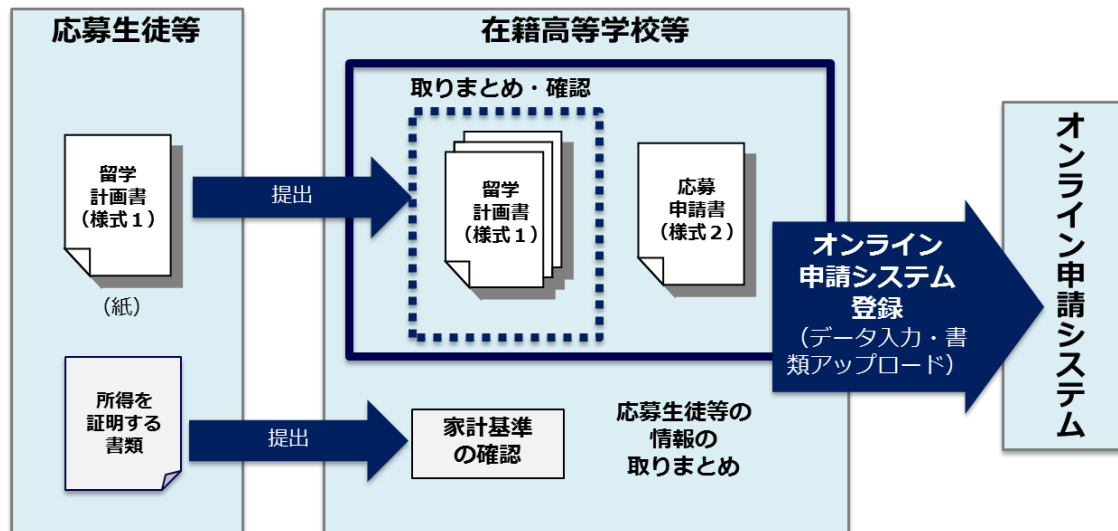 応募生徒等
留学
計画書
（様式１）
（紙）
提出
所得を
証明する
書類
提出
在籍高等学校等
取りまとめ・確認
留学
計画書
（様式１）
応募
申請書
（様式２）
家計基準
の確認
応募生徒等の
情報の
取りまとめ
オンライン
申請システム
登録
（データ入力・書
類アップロード）
オンライン申請システム